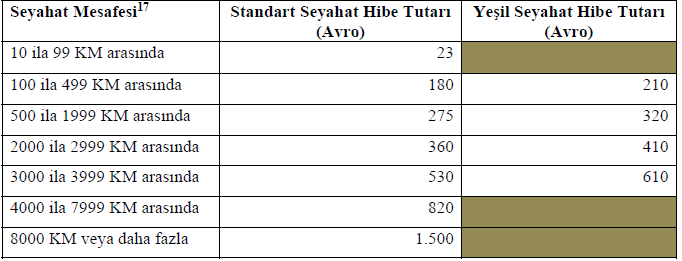 Seyahat Mesafesi17 Standart Seyahat Hibe Tutarı Yeşil Seyahat Hibe Tutarı
(Avro) (Avro)
10 ila 99 KM arasında 23
100 ila 499 KM arasında 180 210
500 ila 1999 KM arasında 275 320
2000 ila 2999 KM arasında 360 410
3000 ila 3999 KM arasında 530 610
4000 ila 7999 KM arasında 820
8000 KM veya daha fazla 1.500